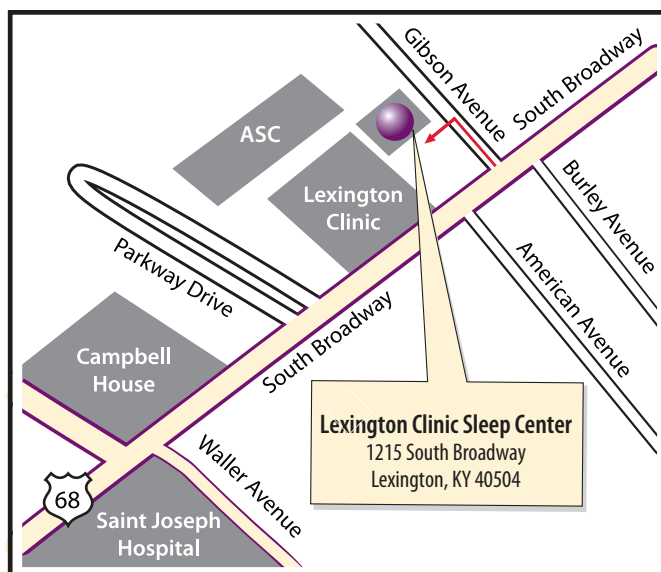 Gibson Avenue
South Broadway
ASC
Burley Avenue
Lexington
Clinic
Parkway Drive
American Avenue
South Broadway
Campbell
House
Lexington Clinic Sleep Center
1215 South Broadway
Lexington, KY 40504
Waller Avenue
68
Saint Joseph
Hospital